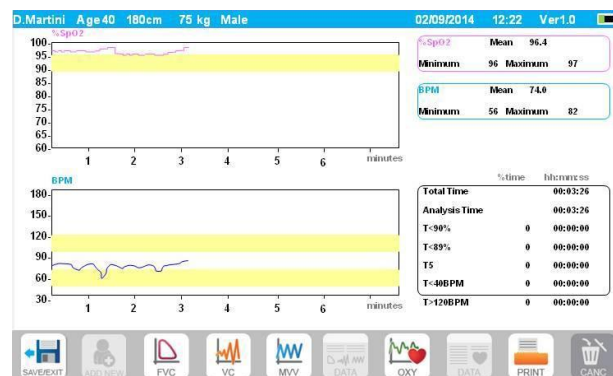 D.Martini Age40 180cm 75 kg Male 02/09/2014 12:22 Ver1.0
%SpO2
100
95
90
85
80
75
70
65
60
1 2 3 4 5 6 minutes
%SpO2 Mean 96.4
Minimum 96 Maximum 97
BPM Mean 74.0
Minimum 56 Maximum 82
BPM
180
150
120
90
60
30
1 2 3 4 5 6 minutes
%time hh:mm:ss
Total Time 00:03:26
Analysis Time 00:03:26
T<90% 0 00:00:00
T<89% 0 00:00:00
T5 0 00:00:00
T<40BPM 0 00:00:00
T>120BPM 0 00:00:00
SAVE/EXIT ADD NEW FVC VC MVV DATA OXY DATA PRINT CANC